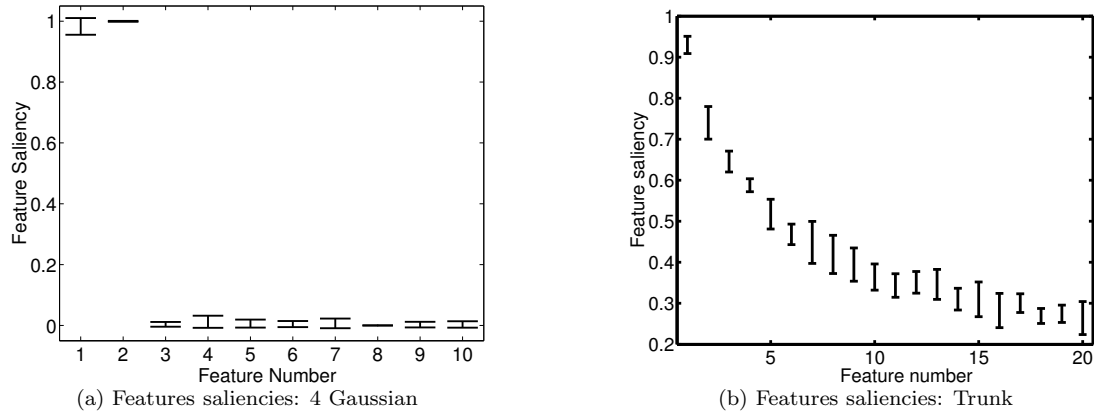 1
0.8
0.6
0.4
0.2
0
Feature Saliency
1 2 3 4 5 6 7 8 9 10
Feature Number
(a) Features saliencies: 4 Gaussian
1
0.9
0.8
0.7
0.6
0.5
0.4
0.3
0.2
Feature saliency
5 10 15 20
Feature number
(b) Features saliencies: Trunk